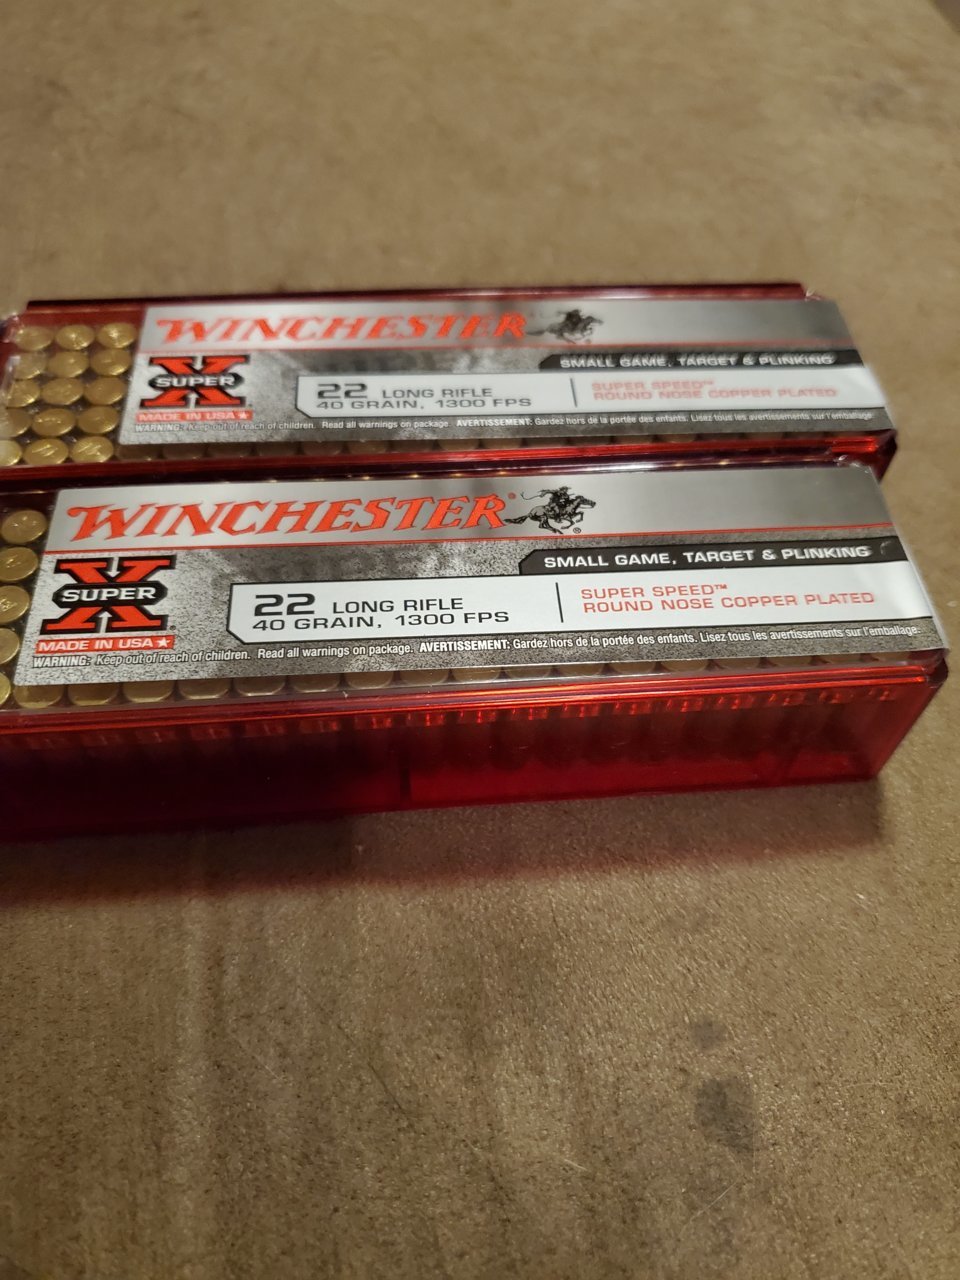 WINCHESTER
SMALL GAME, TARGET & PLINKING
X
SUPER
22 LONG RIFLE
40 GRAIN, 1300 FPS
SUPER SPEED™
ROUND NOSE COPPER PLATED
MADE IN USA ★
WARNING: Keep out of reach of children. Read all warnings on package. AVERTISSEMENT: Gardez hors de la portée des enfants. Lisez tous les avertissements sur l'emballage.
WINCHESTER®
SMALL GAME, TARGET & PLINKING
X
SUPER
22 LONG RIFLE
40 GRAIN, 1300 FPS
SUPER SPEED™
ROUND NOSE COPPER PLATED
MADE IN USA ★
WARNING: Keep out of reach of children. Read all warnings on package. AVERTISSEMENT: Gardez hors de la portée des enfants. Lisez tous les avertissements sur l'emballage.